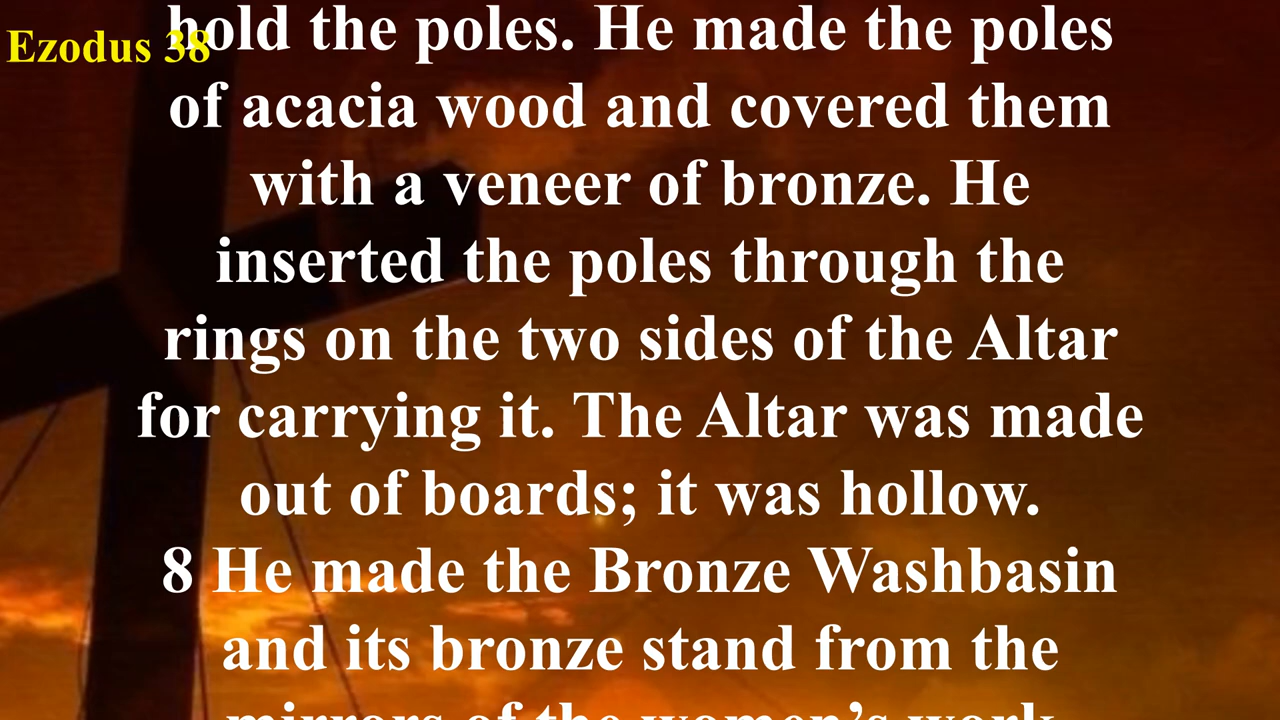 Ezodus 38
hold the poles. He made the poles
of acacia wood and covered them
with a veneer of bronze. He
inserted the poles through the
rings on the two sides of the Altar
for carrying it. The Altar was made
out of boards; it was hollow.
8 He made the Bronze Washbasin
and its bronze stand from the
mirrors of the women’s work